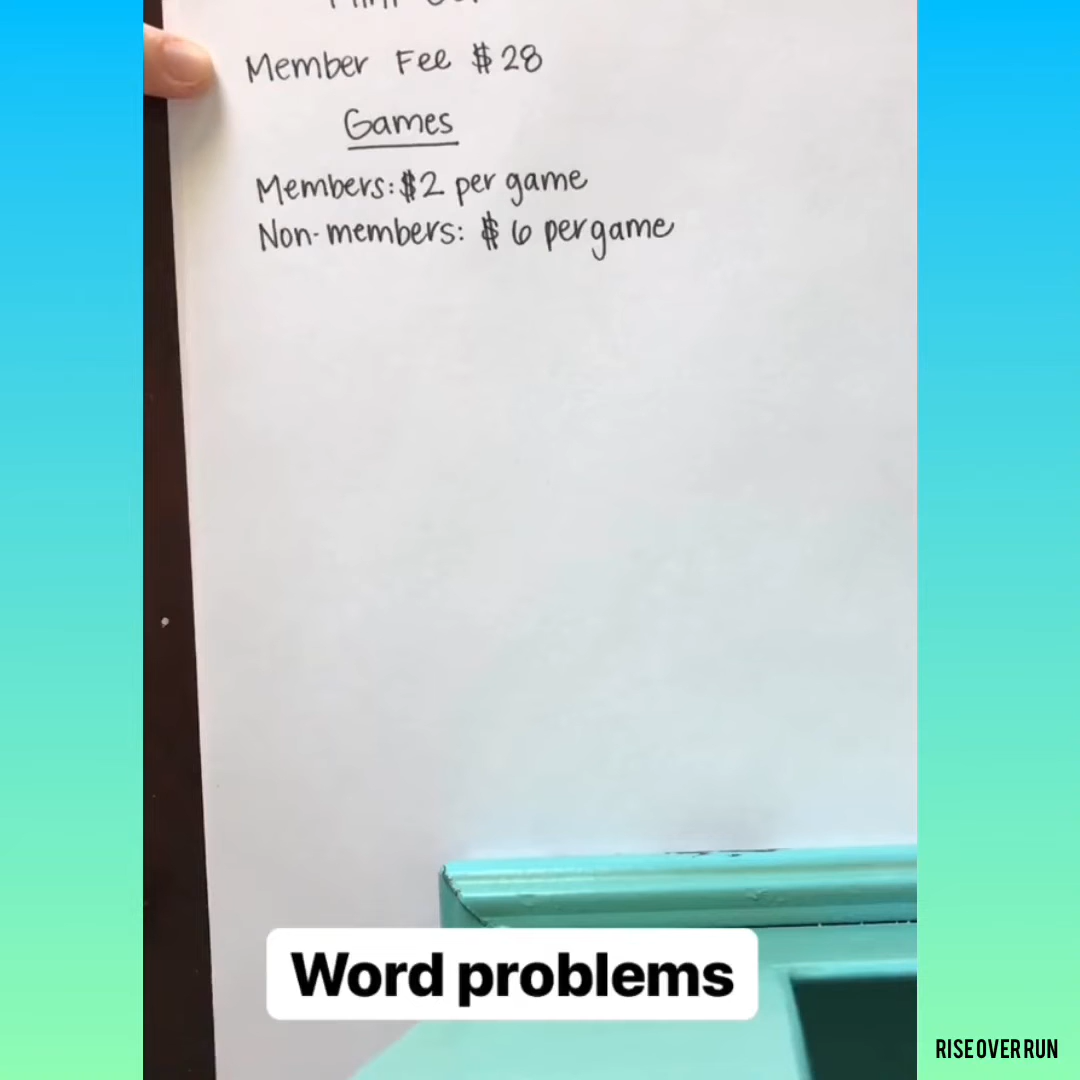 Member Fee $28
Games
Members: $2 per game
Non-members: $6 per game
Word problems
RISE OVER RUN